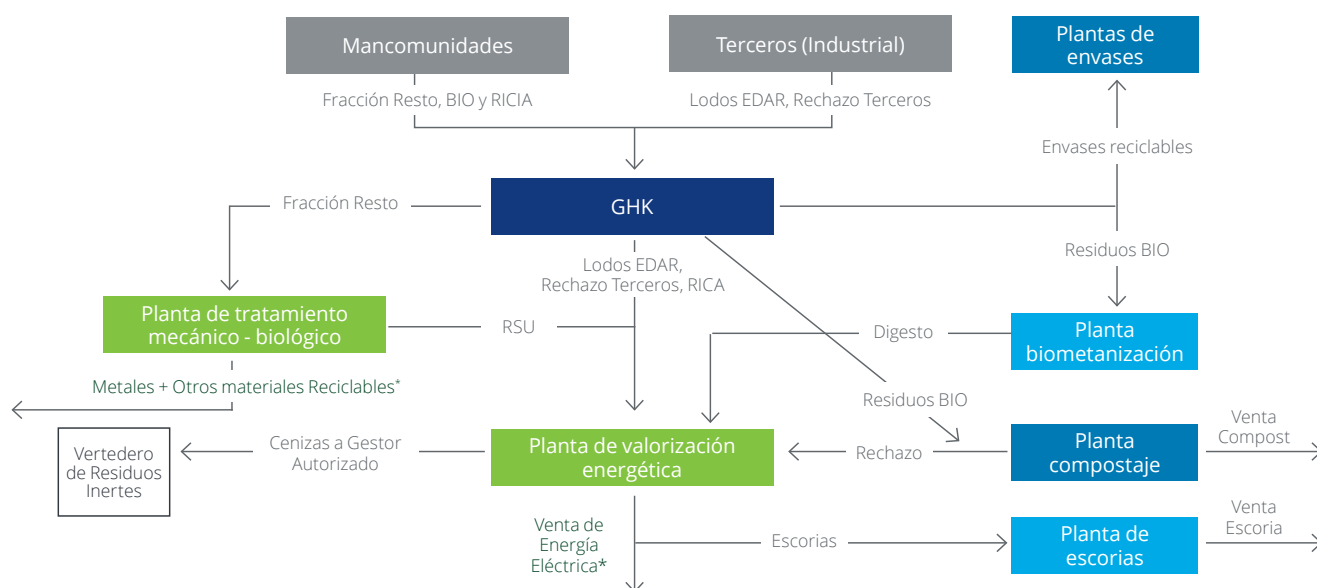 Mancomunidades
Terceros (Industrial)
Plantas de
envases
Fracción Resto, BIO y RICIA
Lodos EDAR, Rechazo Terceros
Envases reciclables
Fracción Resto
GHK
Residuos BIO
Lodos EDAR,
Rechazo Terceros, RICA
Planta de tratamiento
mecánico - biológico
RSU
Digesto
Planta
biometanización
Metales + Otros materiales Reciclables*
Residuos BIO
Vertedero
de Residuos
Inertes
Cenizas a Gestor
Autorizado
Planta de valorización
energética
Rechazo
Planta
compostaje
Venta
Compost
Venta de
Energía
Eléctrica*
Escorias
Planta de
escorias
Venta
Escoria